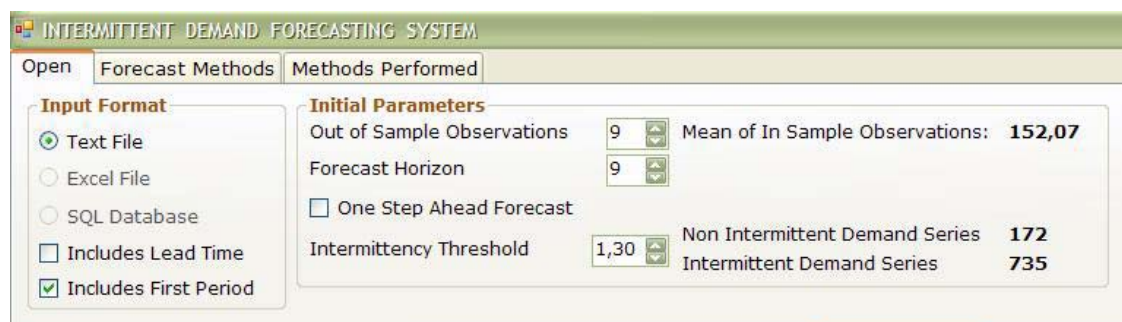 INTERMITTENT DEMAND FORECASTING SYSTEM
Open Forecast Methods Methods Performed
Input Format
Text File
Excel File
SQL Database
Includes Lead Time
Includes First Period
Initial Parameters
Out of Sample Observations 9 Mean of In Sample Observations: 152,07
Forecast Horizon 9
One Step Ahead Forecast
Intermittency Threshold 1,30
Non Intermittent Demand Series 172
Intermittent Demand Series 735